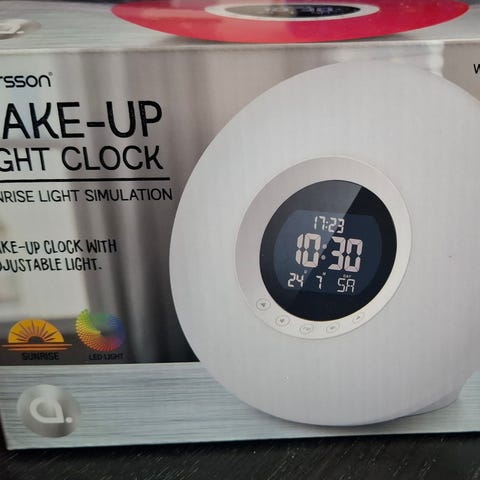 RSSON
AKE-UP
GHT CLOCK
NRISE LIGHT SIMULATION
AKE-UP CLOCK WITH
DJUSTABLE LIGHT.
SUNRISE
LED LIGHT
a.
W
17:23
10:30
DAY
24 7 SA